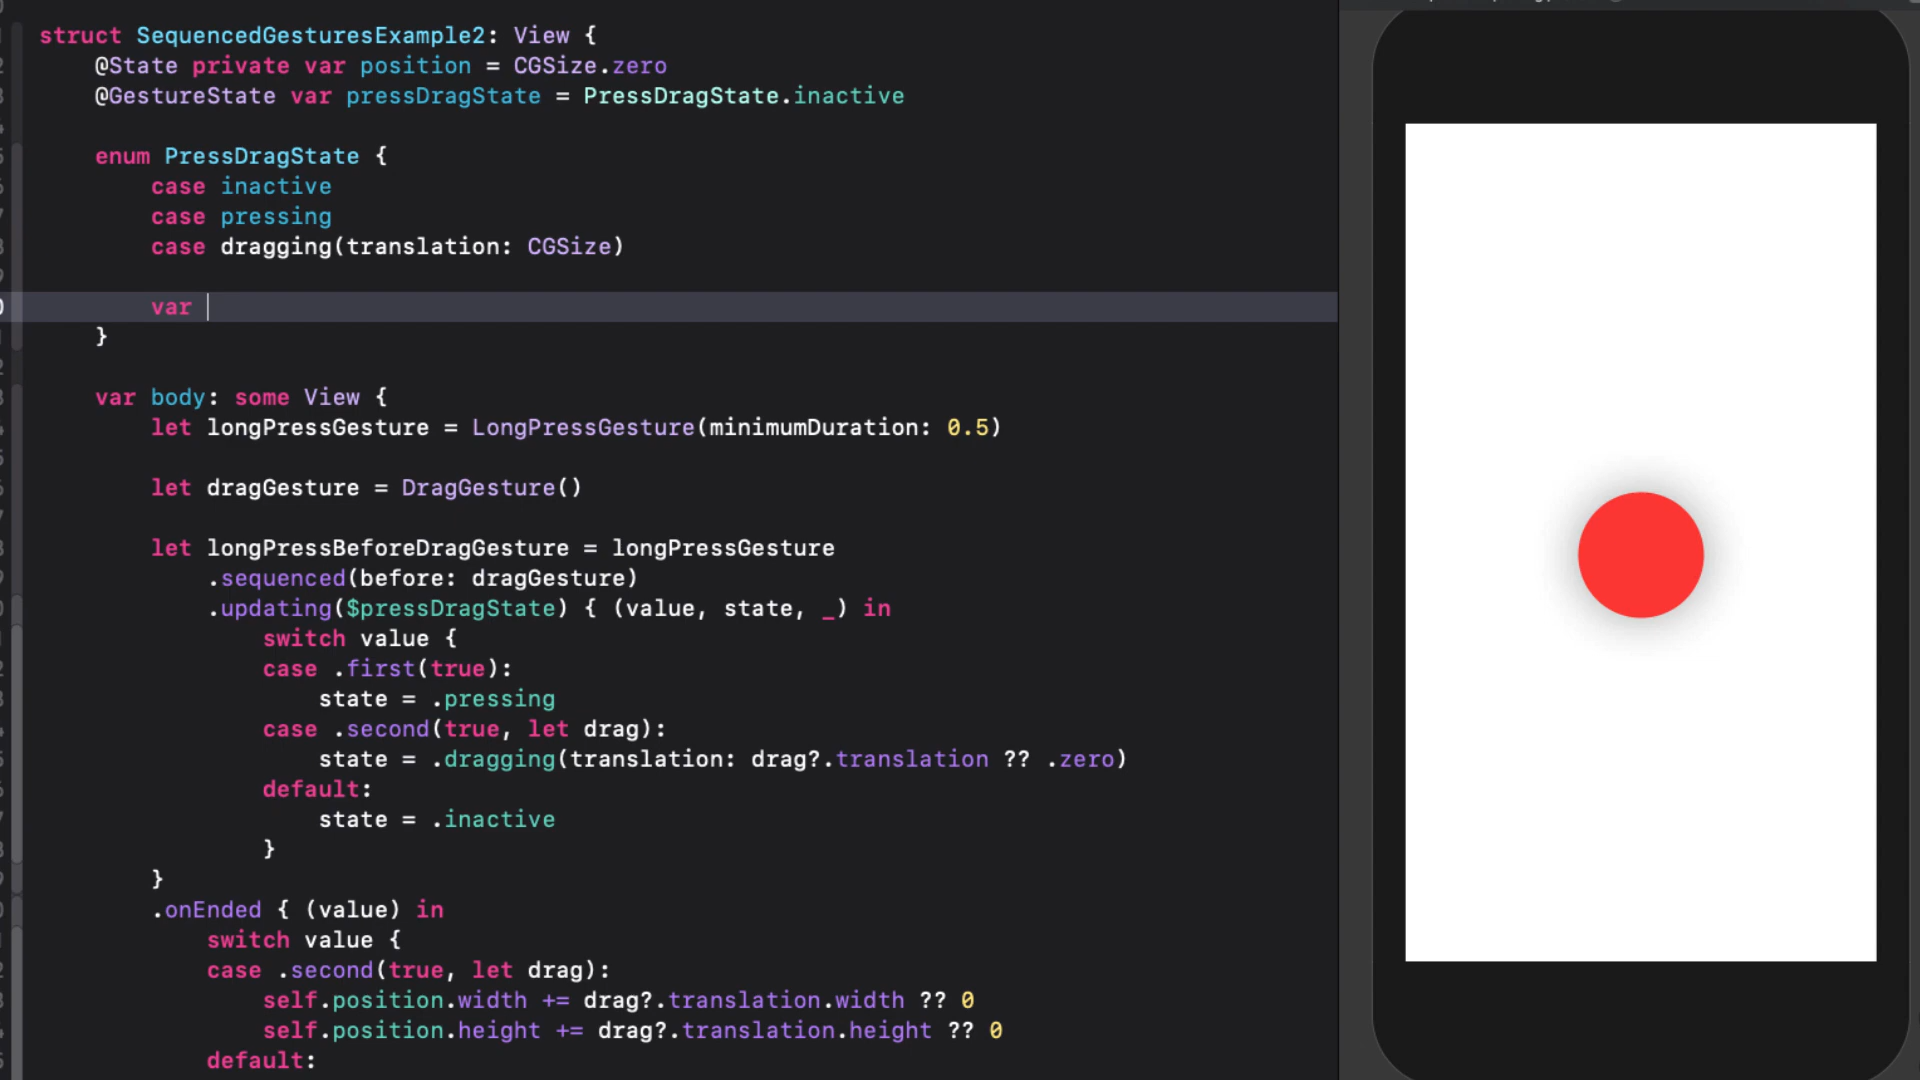 struct SequencedGesturesExample2: View {
@State private var position = CGSize.zero
@GestureState var pressDragState = PressDragState.inactive
enum PressDragState {
case inactive
case pressing
case dragging(translation: CGSize)
var
}
var body: some View {
let longPressGesture = LongPressGesture(minimumDuration: 0.5)
let dragGesture = DragGesture()
let longPressBeforeDragGesture = longPressGesture
.sequenced(before: dragGesture)
.updating($pressDragState) { (value, state, _) in
switch value {
case .first(true):
state = .pressing
case .second(true, let drag):
state = .dragging(translation: drag?.translation ?? .zero)
default:
state = .inactive
}
}
.onEnded { (value) in
switch value {
case .second(true, let drag):
self.position.width += drag?.translation.width ?? 0
self.position.height += drag?.translation.height ?? 0
default: